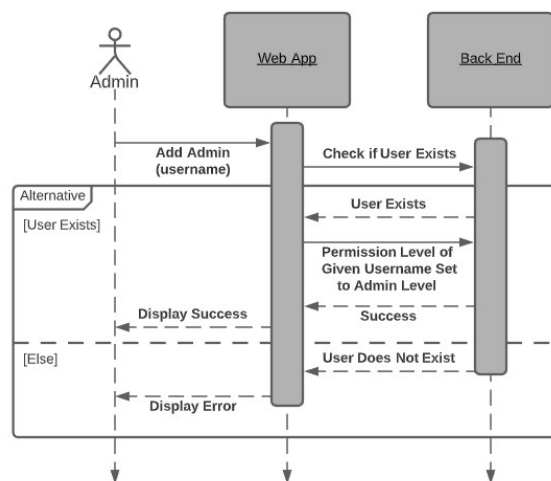 Admin
Web App
Back End
Add Admin
(username)
Check if User Exists
Alternative
[User Exists]
User Exists
Permission Level of
Given Username Set
to Admin Level
Display Success
Success
[Else]
User Does Not Exist
Display Error